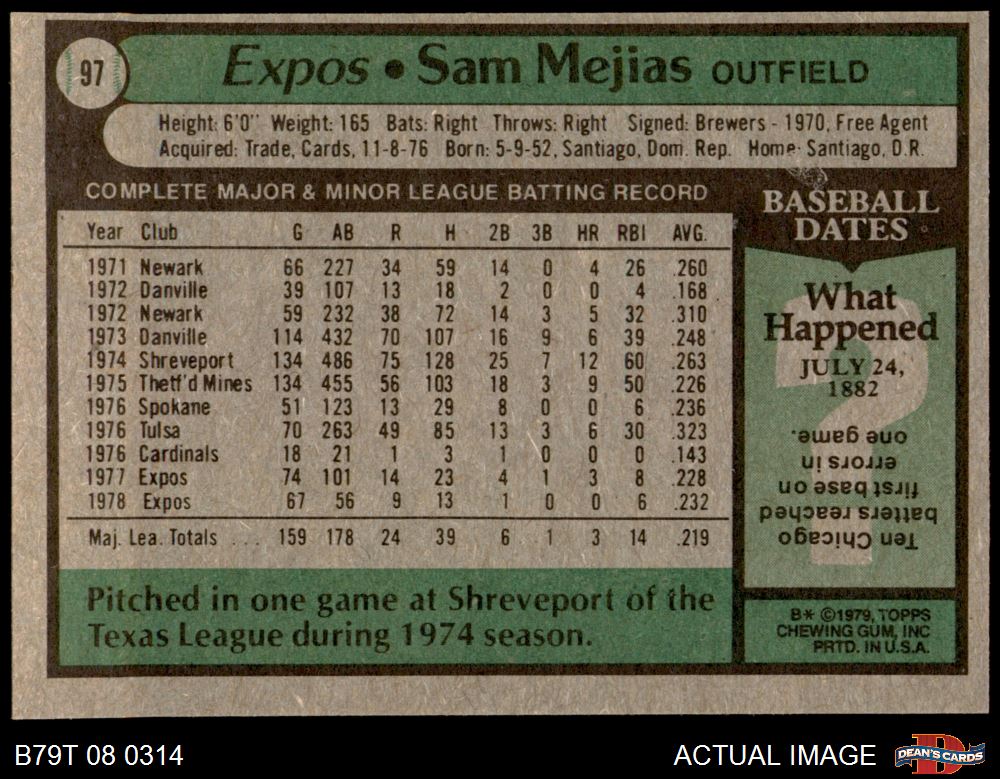 97
Expos • Sam Mejias OUTFIELD
Height: 6'0" Weight: 165 Bats: Right Throws: Right Signed: Brewers - 1970, Free Agent
Acquired: Trade, Cards, 11-8-76 Born: 5-9-52, Santiago, Dom. Rep. Home: Santiago, D.R.
COMPLETE MAJOR & MINOR LEAGUE BATTING RECORD
Year Club G AB R H 2B 3B HR RBI AVG.
1971 Newark 66 227 34 59 14 0 4 26 .260
1972 Danville 39 107 13 18 2 0 0 4 .168
1972 Newark 59 232 38 72 14 3 5 32 .310
1973 Danville 114 432 70 107 16 9 6 39 .248
1974 Shreveport 134 486 75 128 25 7 12 60 .263
1975 Thetf'd Mines 134 455 56 103 18 3 9 50 .226
1976 Spokane 51 123 13 29 8 0 0 6 .236
1976 Tulsa 70 263 49 85 13 3 6 30 .323
1976 Cardinals 18 21 1 3 1 0 0 0 .143
1977 Expos 74 101 14 23 4 1 3 8 .228
1978 Expos 67 56 9 13 1 0 0 6 .232
Maj. Lea. Totals ... 159 178 24 39 6 1 3 14 .219
Pitched in one game at Shreveport of the
Texas League during 1974 season.
BASEBALL
DATES
What
Happened
JULY 24,
1882
Ten Chicago
batters reached
first base on
errors in
one game.
B* ©1979, TOPPS
CHEWING GUM, INC
PRTD. IN U.S.A.
B79T 08 0314
ACTUAL IMAGE
DEAN'S CARDS